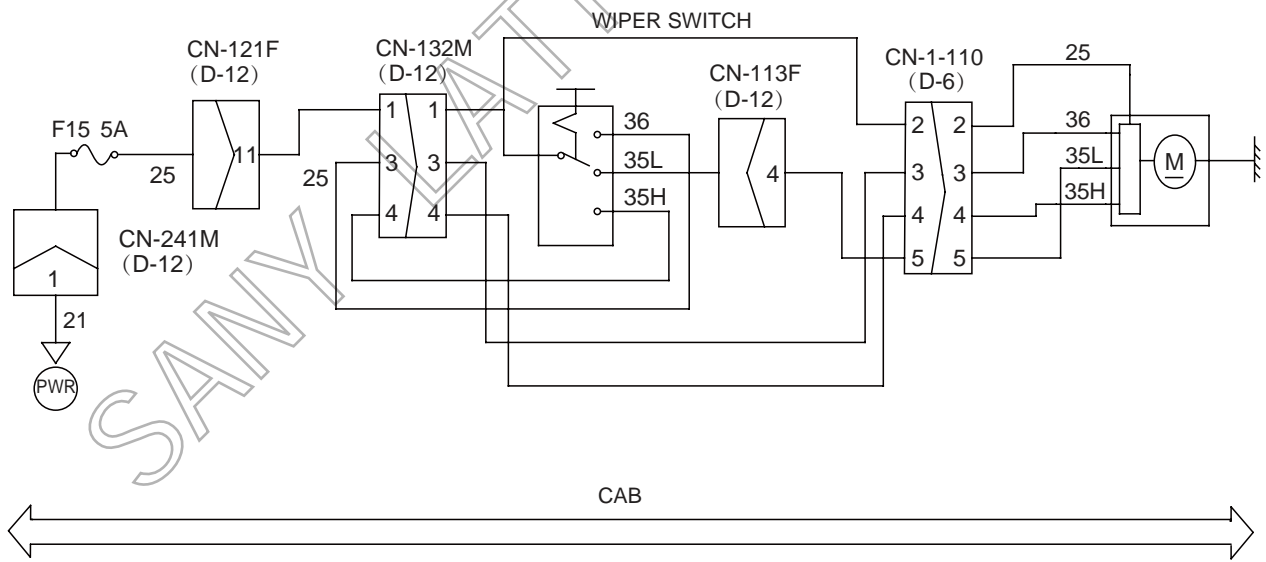 WIPER SWITCH
CN-121F
(D-12)
CN-132M
(D-12)
CN-113F
(D-12)
CN-1-110
(D-6)
25
F15 5A
25
11
1 1
3 3
4 4
25
36
35L
35H
4
2 2
3 3
4 4
5 5
36
35L
35H
M
CN-241M
(D-12)
1
21
PWR
CAB
SANY LATT